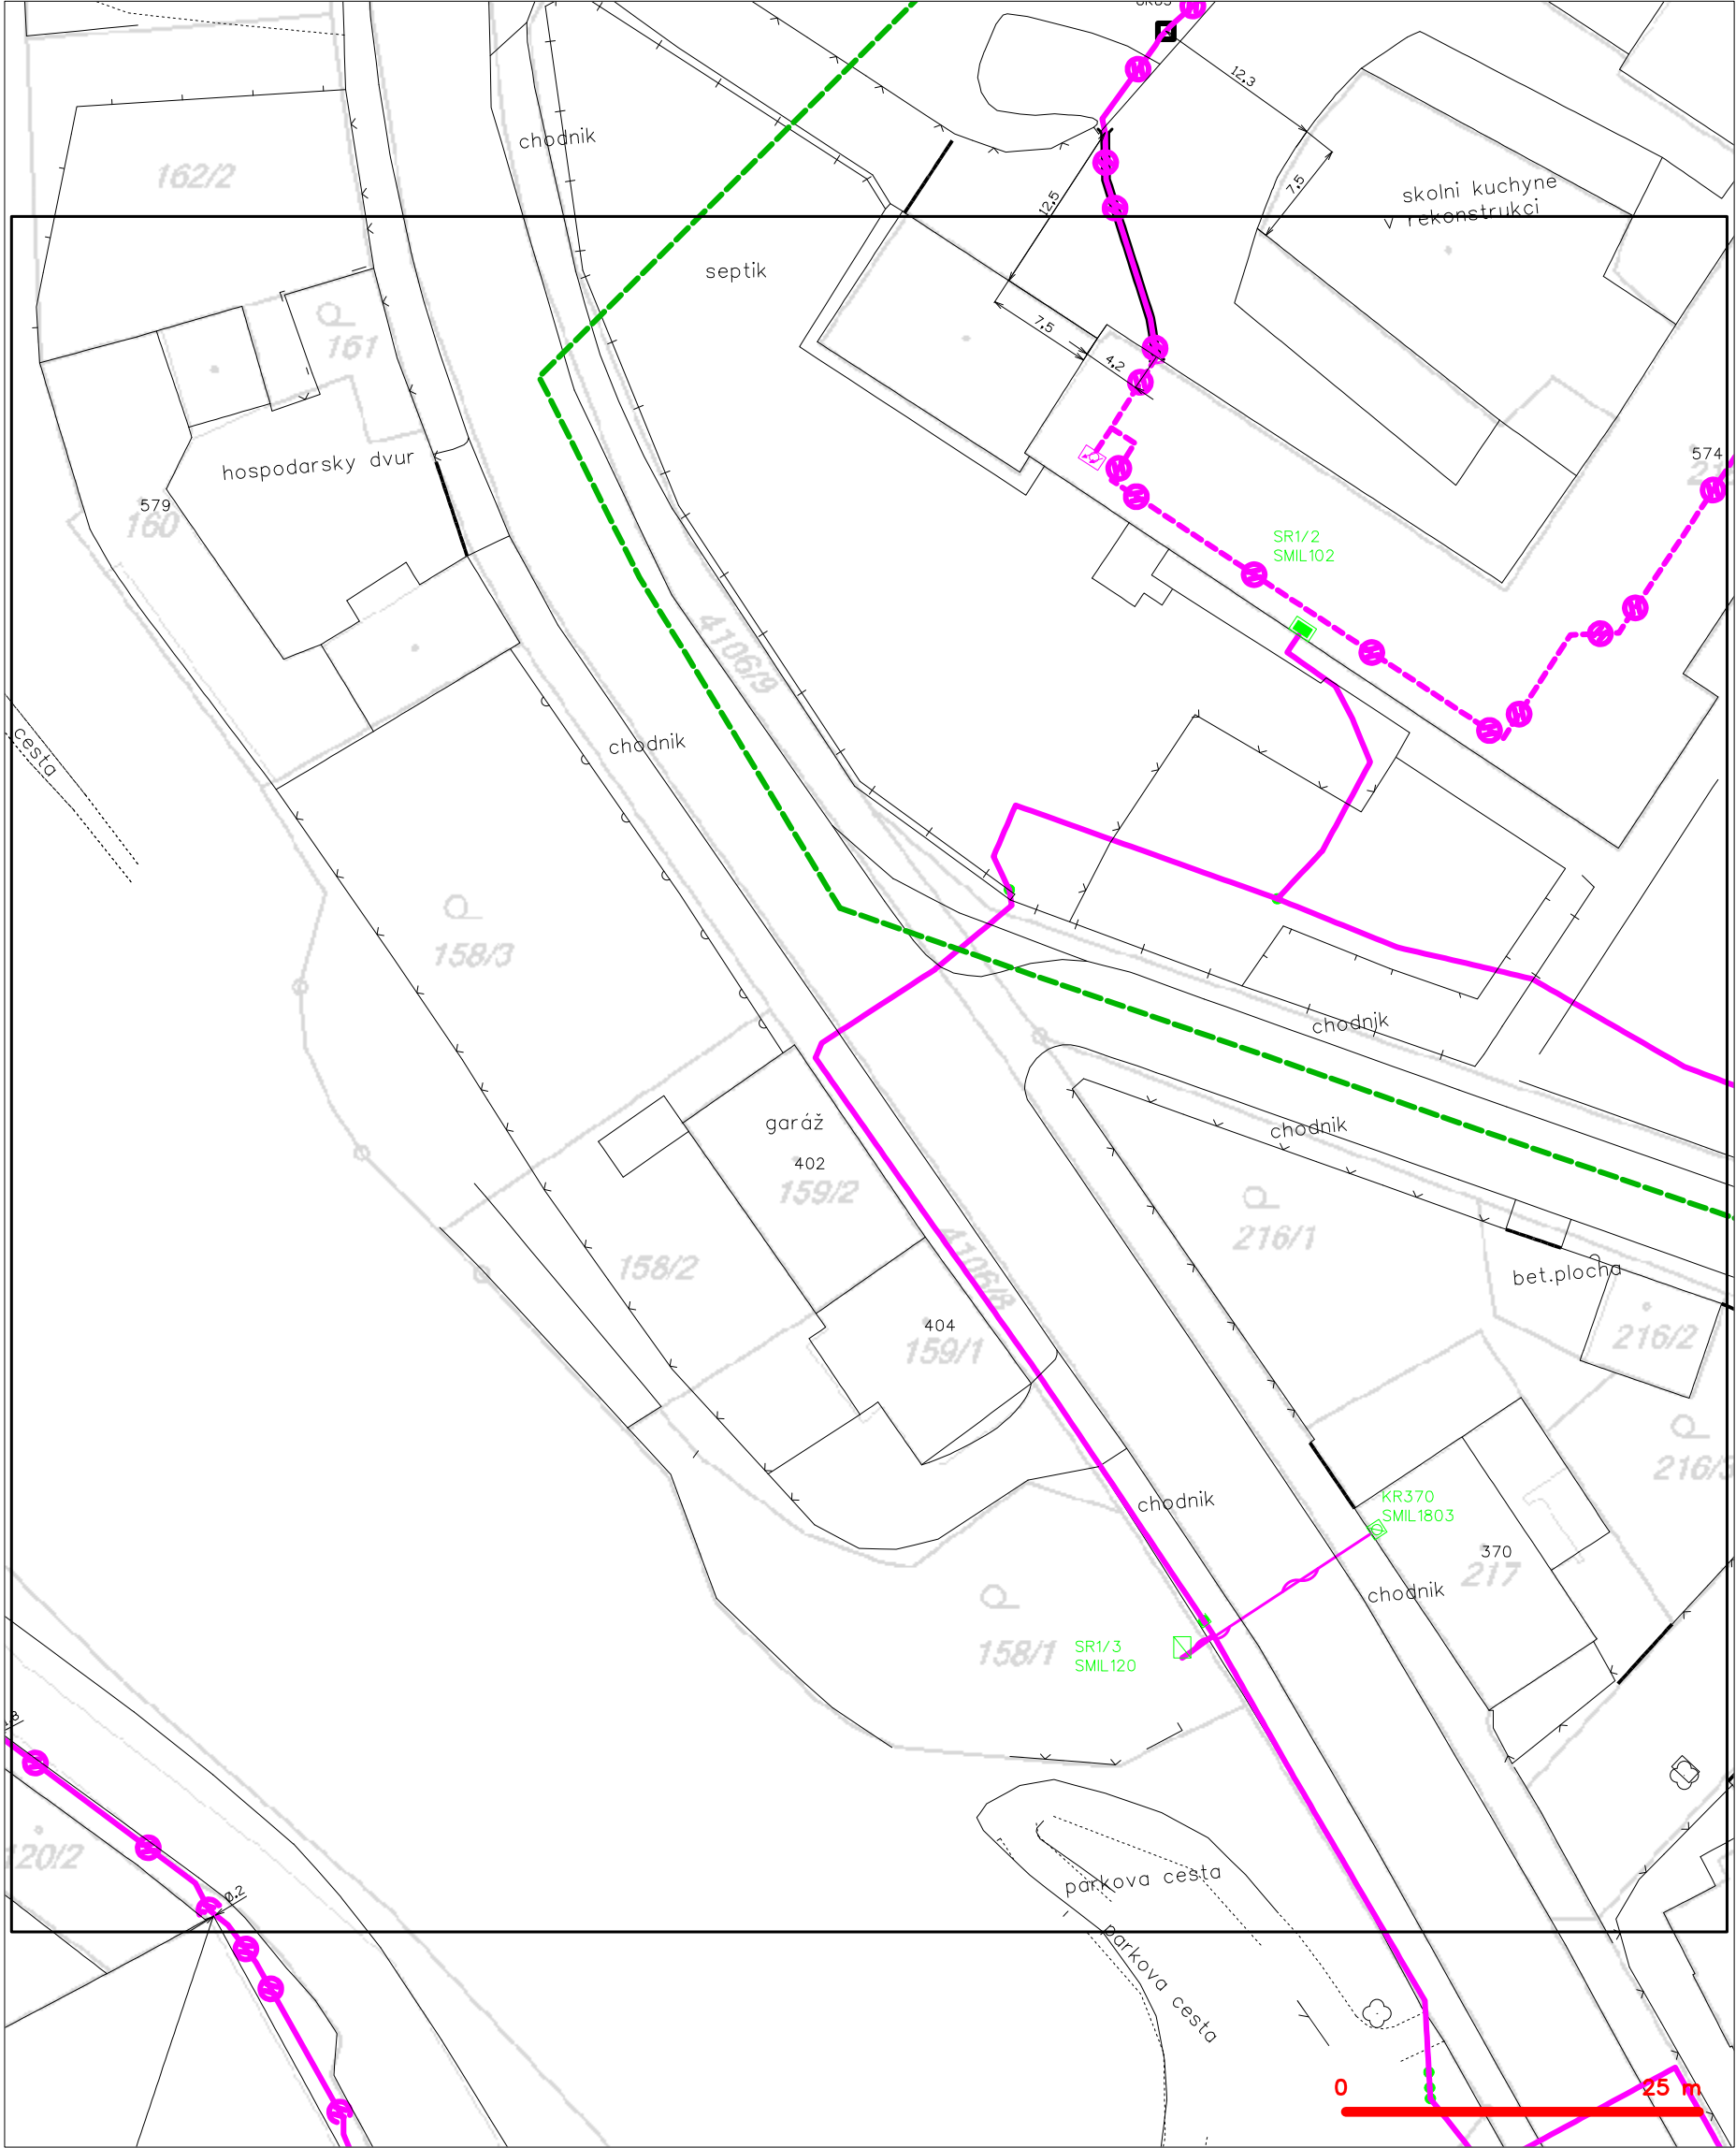 12,3
chodnik
162/2
7,5
skolni kuchyne
v rekonstrukci
12,5
septik
161
7,5
4,2
hospodarsky dvur
574
579
160
SR1/2
SMIL102
4106/9
cesta
chodnik
158/3
chodnik
garáž
chodnik
402
159/2
216/1
4106/8
158/2
bet.plocha
404
159/1
216/2
216/3
KR370
SMIL1803
chodnik
370
217
chodnik
SR1/3
SMIL120
158/1
120/2
0.2
parkova cesta
parkova cesta
0
25 m